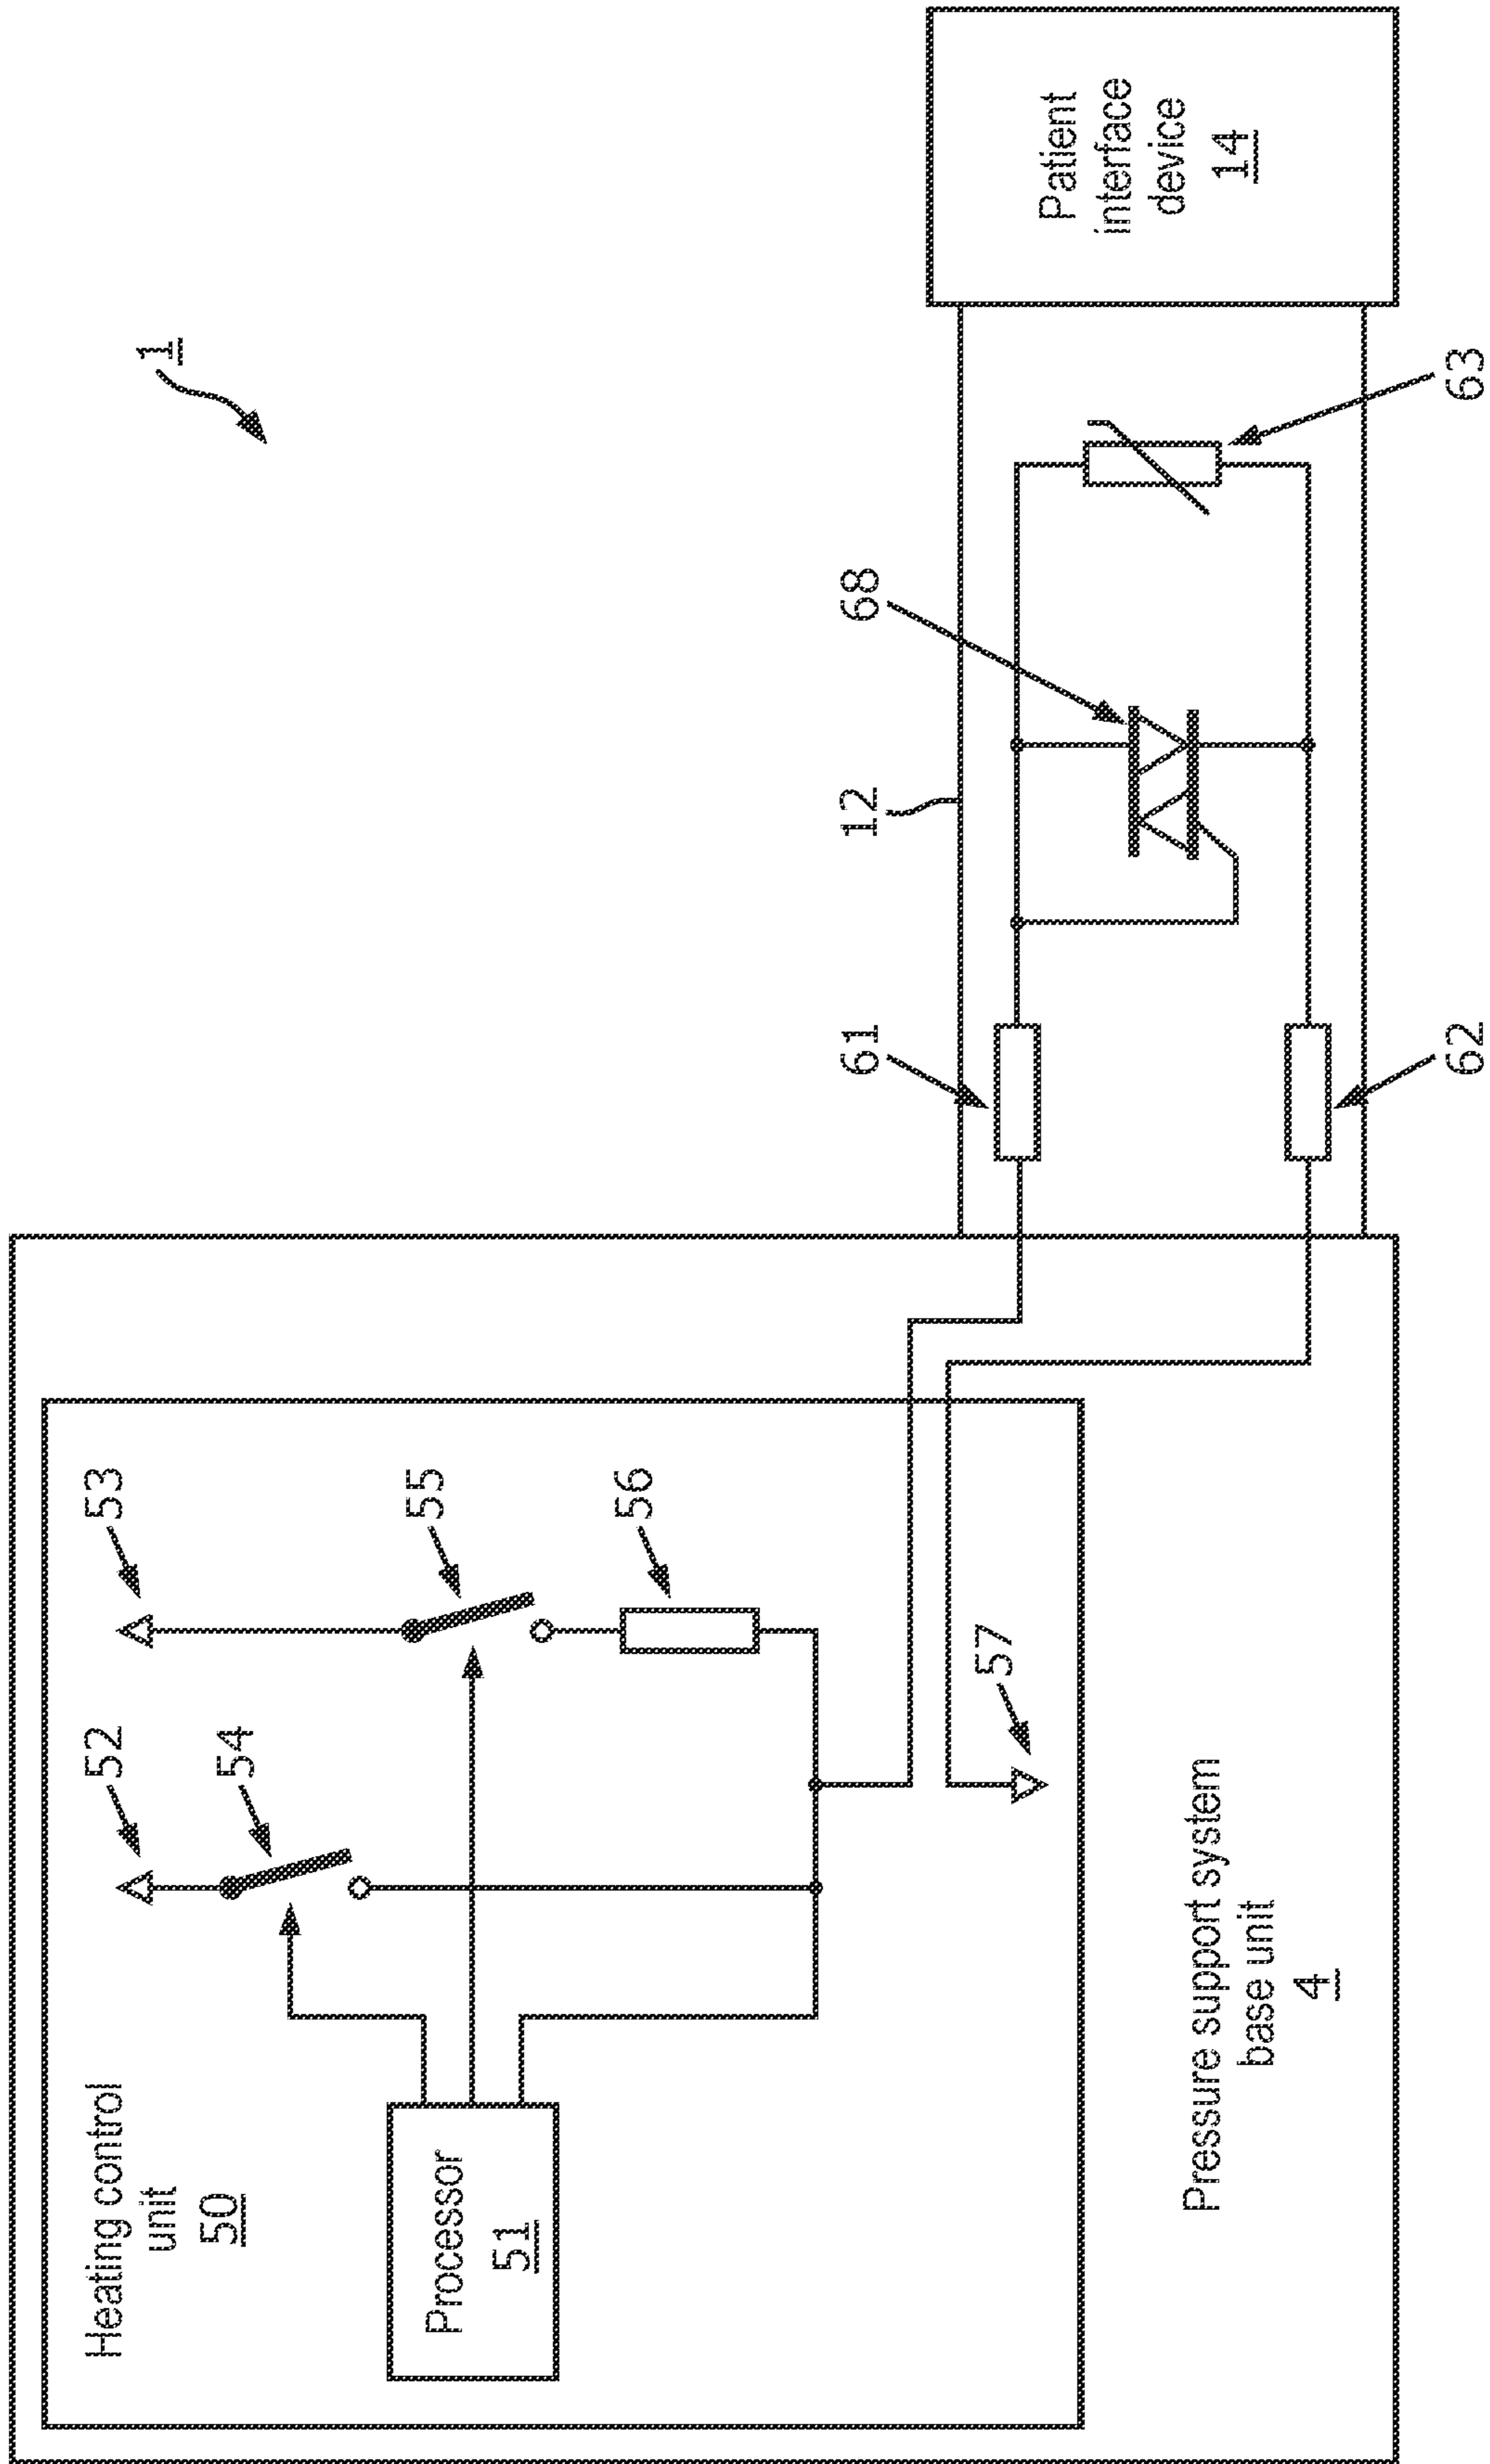 1
Heating control
unit
50
52
53
54
55
Processor
51
56
57
Pressure support system
base unit
4
61
12
68
62
63
Patient
interface
device
14